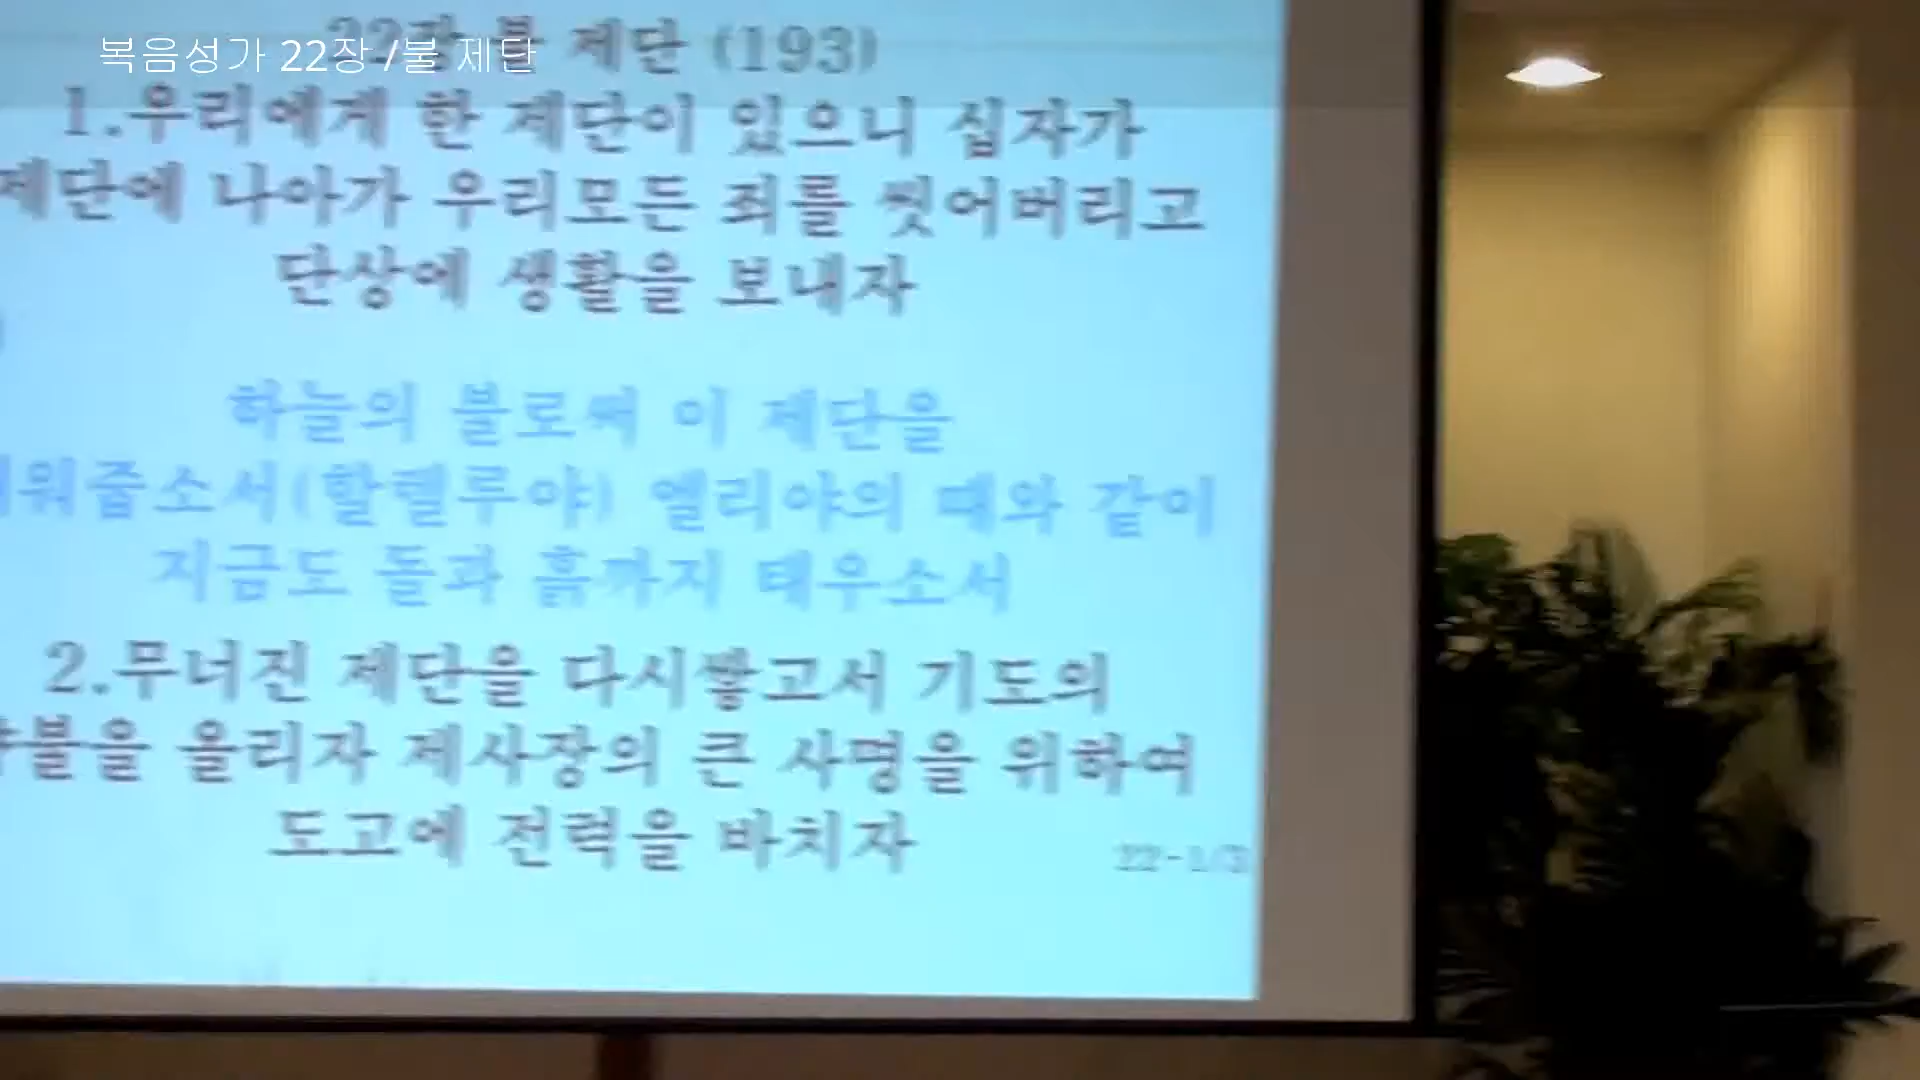 복음성가 22장 /불 제단
22장 불 제단 (193)
1.우리에게 한 제단이 있으니 십자가
제단에 나아가 우리모든 죄를 씻어버리고
단상에 생활을 보내자
하늘의 불로써 이 제단을
워줍소서(할렐루야) 엘리야의 때와 같이
지금도 돌과 흙까지 태우소서
2.무너진 제단을 다시쌓고서 기도의
불을 올리자 제사장의 큰 사명을 위하여
도고에 전력을 바치자
22-1/3